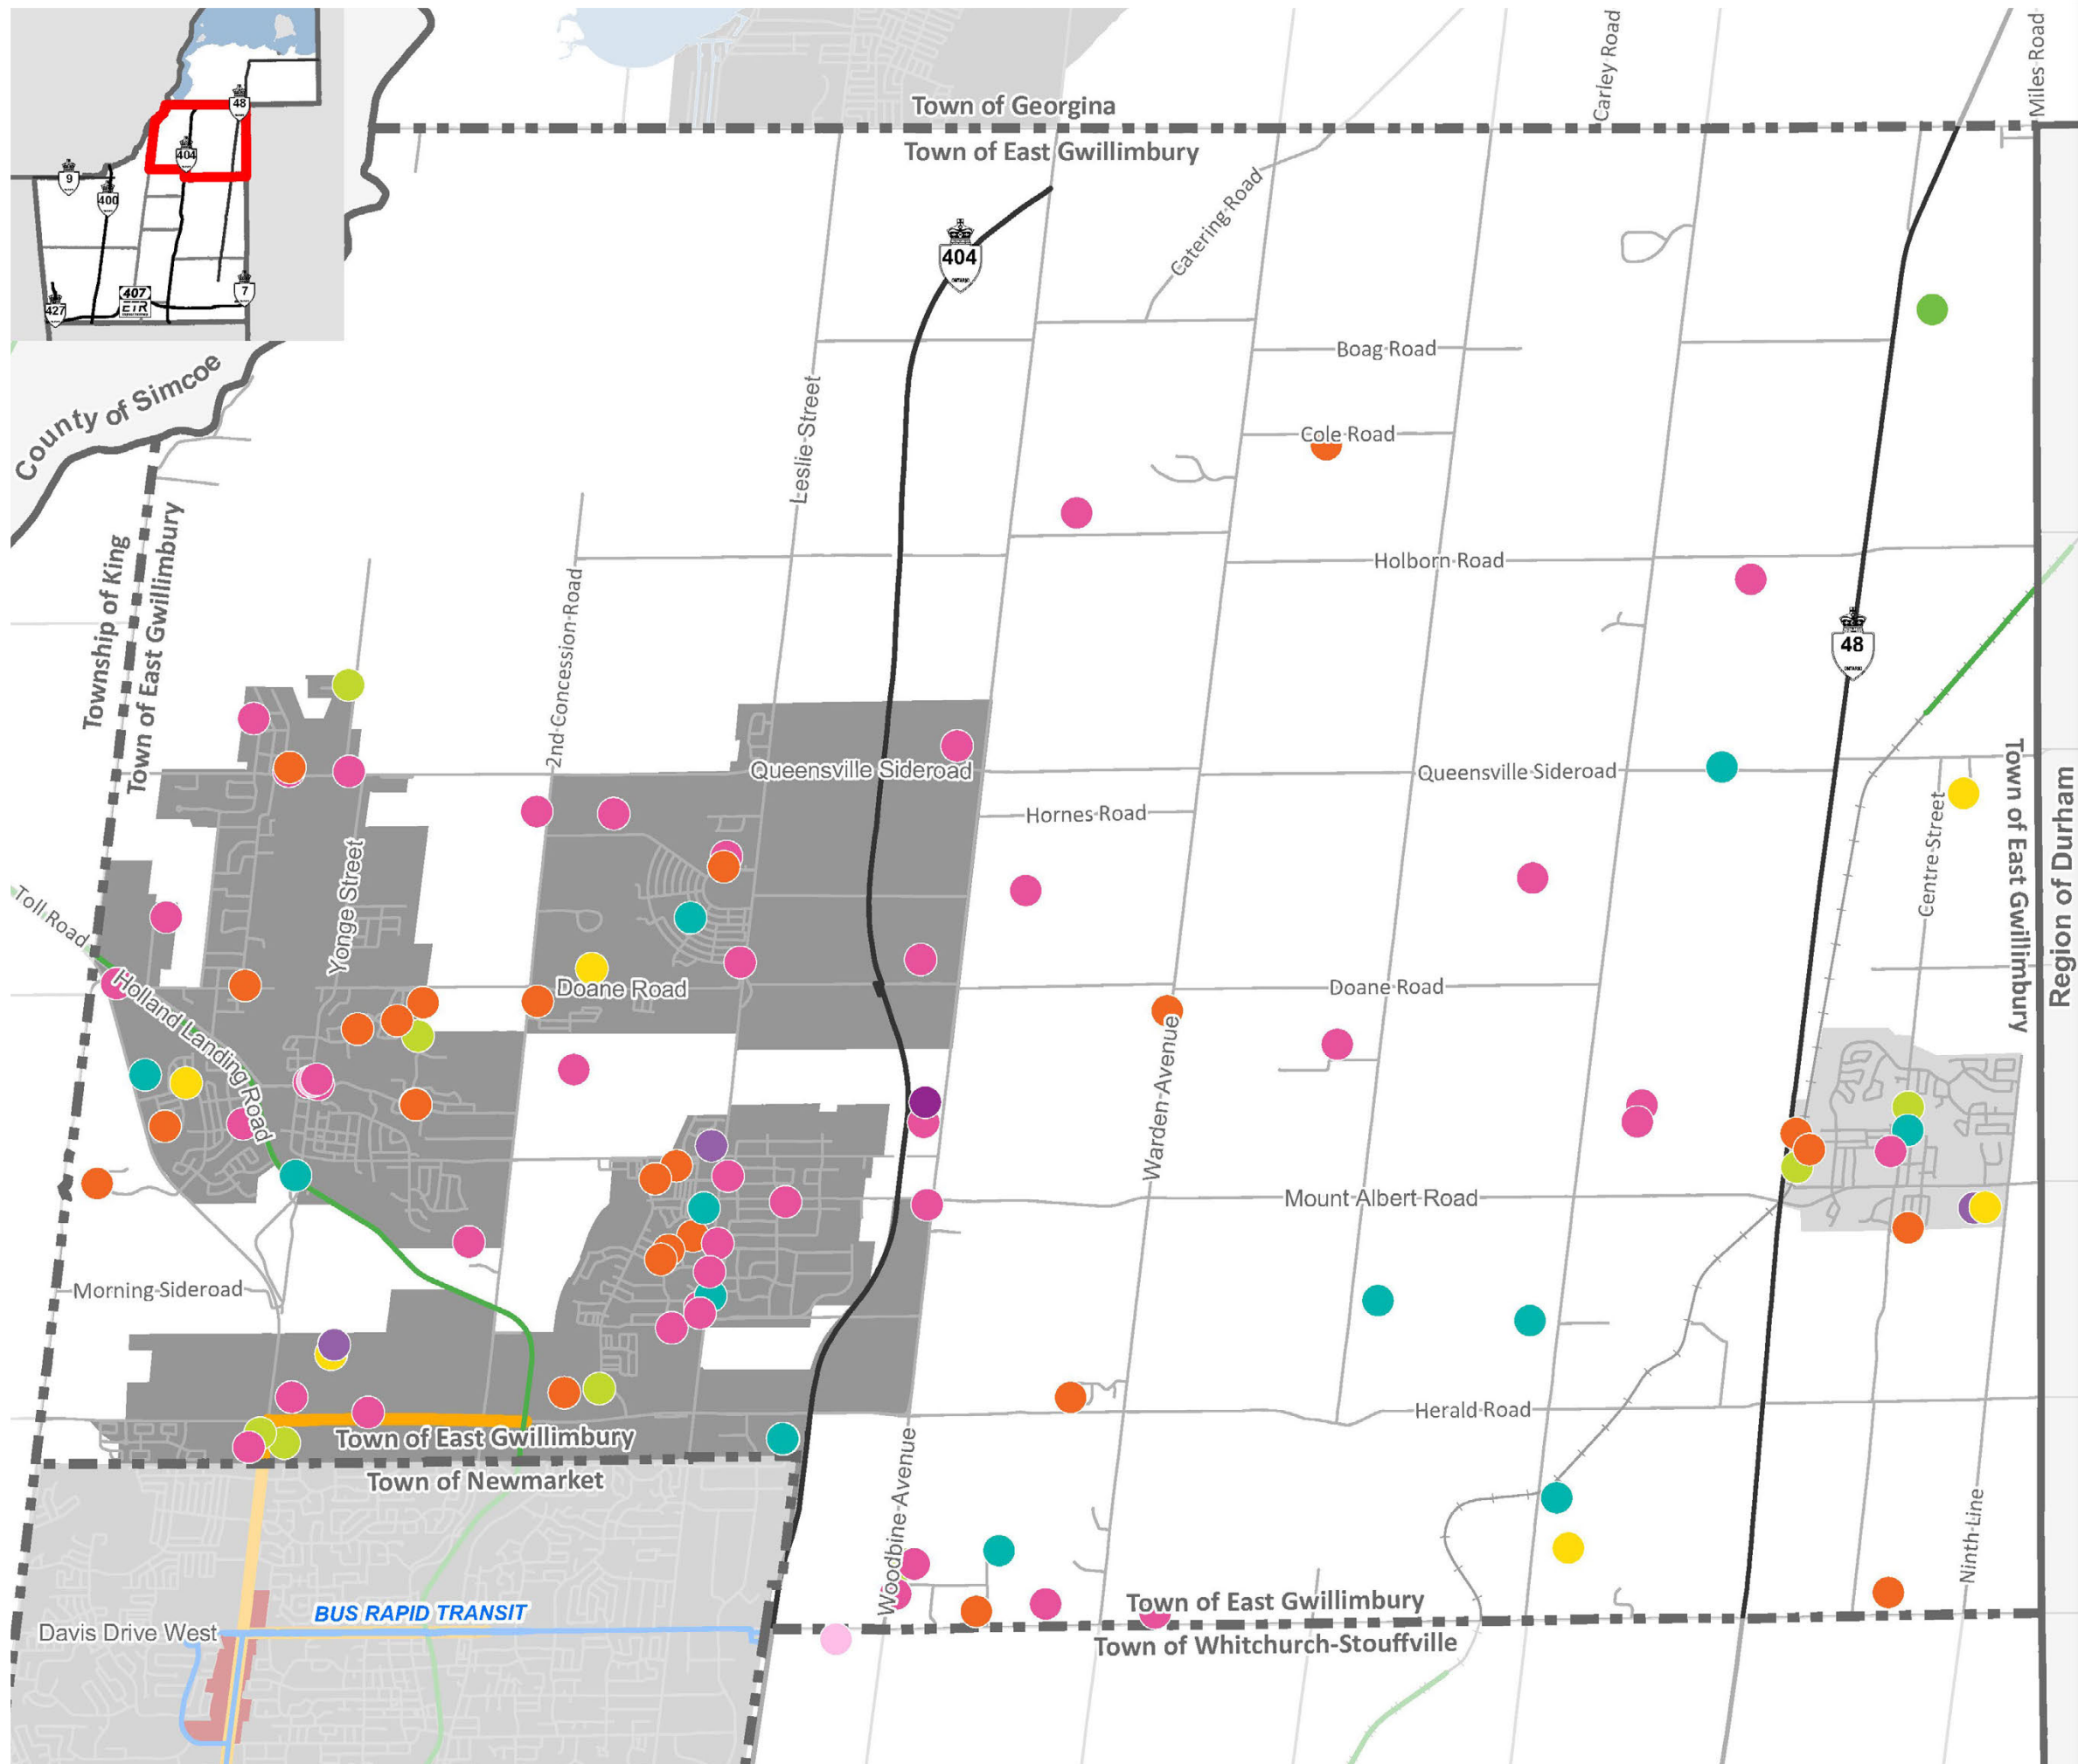 Carley Road
Miles Road
48
404
9
400
407
ETR
7
427
Town of Georgina
Town of East Gwillimbury
Catering Road
404
ONTARIO
Boag Road
County of Simcoe
Leslie Street
Cole Road
Township of King
Town of East Gwillimbury
2nd Concession Road
Holborn Road
48
ONTARIO
Queensville Sideroad
Queensville Sideroad
Hornes Road
Centre Street
Town of East Gwillimbury
Region of Durham
Toll Road
Yonge Street
Holland Landing Road
Doane Road
Doane Road
Warden Avenue
Mount Albert Road
Morning Sideroad
Herald Road
Town of East Gwillimbury
Town of Newmarket
Woodbine Avenue
Ninth Line
BUS RAPID TRANSIT
Davis Drive West
Town of East Gwillimbury
Town of Whitchurch-Stouffville